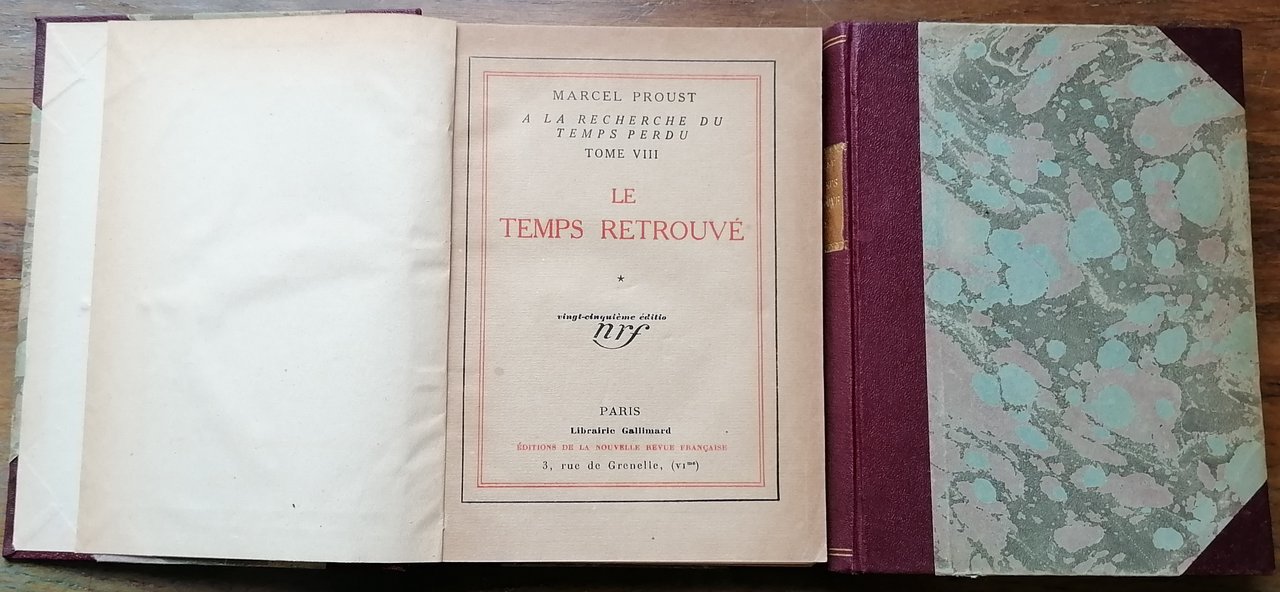 MARCEL PROUST
A LA RECHERCHE DU
TEMPS PERDU
TOME VIII
LE
TEMPS RETROUVÉ
*
vingt-cinquième éditio
nrf
PARIS
Librairie Gallimard
ÉDITIONS DE LA NOUVELLE REVUE FRANÇAISE
3, rue de Grenelle, (VIme)